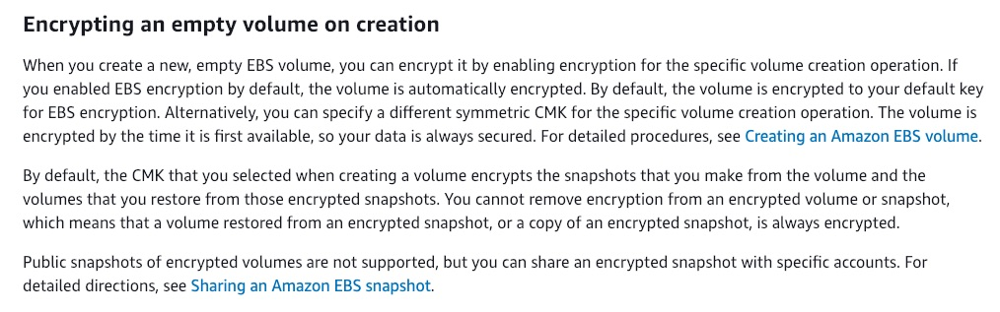 Encrypting an empty volume on creation
When you create a new, empty EBS volume, you can encrypt it by enabling encryption for the specific volume creation operation. If
you enabled EBS encryption by default, the volume is automatically encrypted. By default, the volume is encrypted to your default key
for EBS encryption. Alternatively, you can specify a different symmetric CMK for the specific volume creation operation. The volume is
encrypted by the time it is first available, so your data is always secured. For detailed procedures, see Creating an Amazon EBS volume.
By default, the CMK that you selected when creating a volume encrypts the snapshots that you make from the volume and the
volumes that you restore from those encrypted snapshots. You cannot remove encryption from an encrypted volume or snapshot,
which means that a volume restored from an encrypted snapshot, or a copy of an encrypted snapshot, is always encrypted.
Public snapshots of encrypted volumes are not supported, but you can share an encrypted snapshot with specific accounts. For
detailed directions, see Sharing an Amazon EBS snapshot.